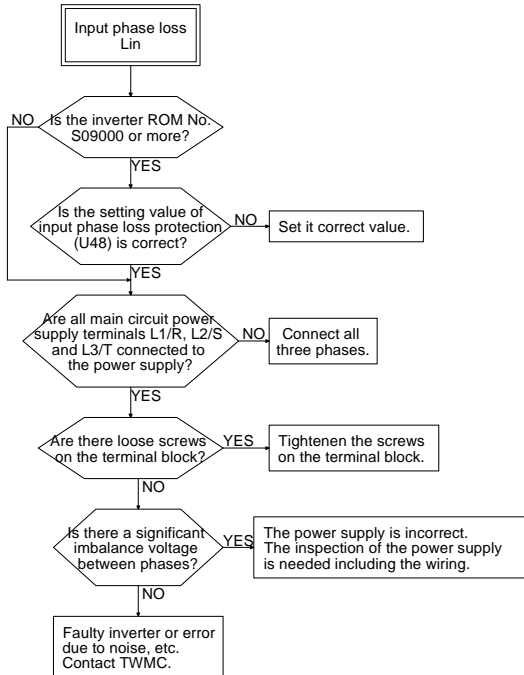 Input phase loss
Lin
NO
Is the inverter ROM No.
S09000 or more?
YES
Is the setting value of
input phase loss protection
(U48) is correct?
NO
Set it correct value.
YES
Are all main circuit power
supply terminals L1/R, L2/S
and L3/T connected to
the power supply?
NO
Connect all
three phases.
YES
Are there loose screws
on the terminal block?
YES
Tightenen the screws
on the terminal block.
NO
Is there a significant
imbalance voltage
between phases?
YES
The power supply is incorrect.
The inspection of the power supply
is needed including the wiring.
NO
Faulty inverter or error
due to noise, etc.
Contact TWMC.